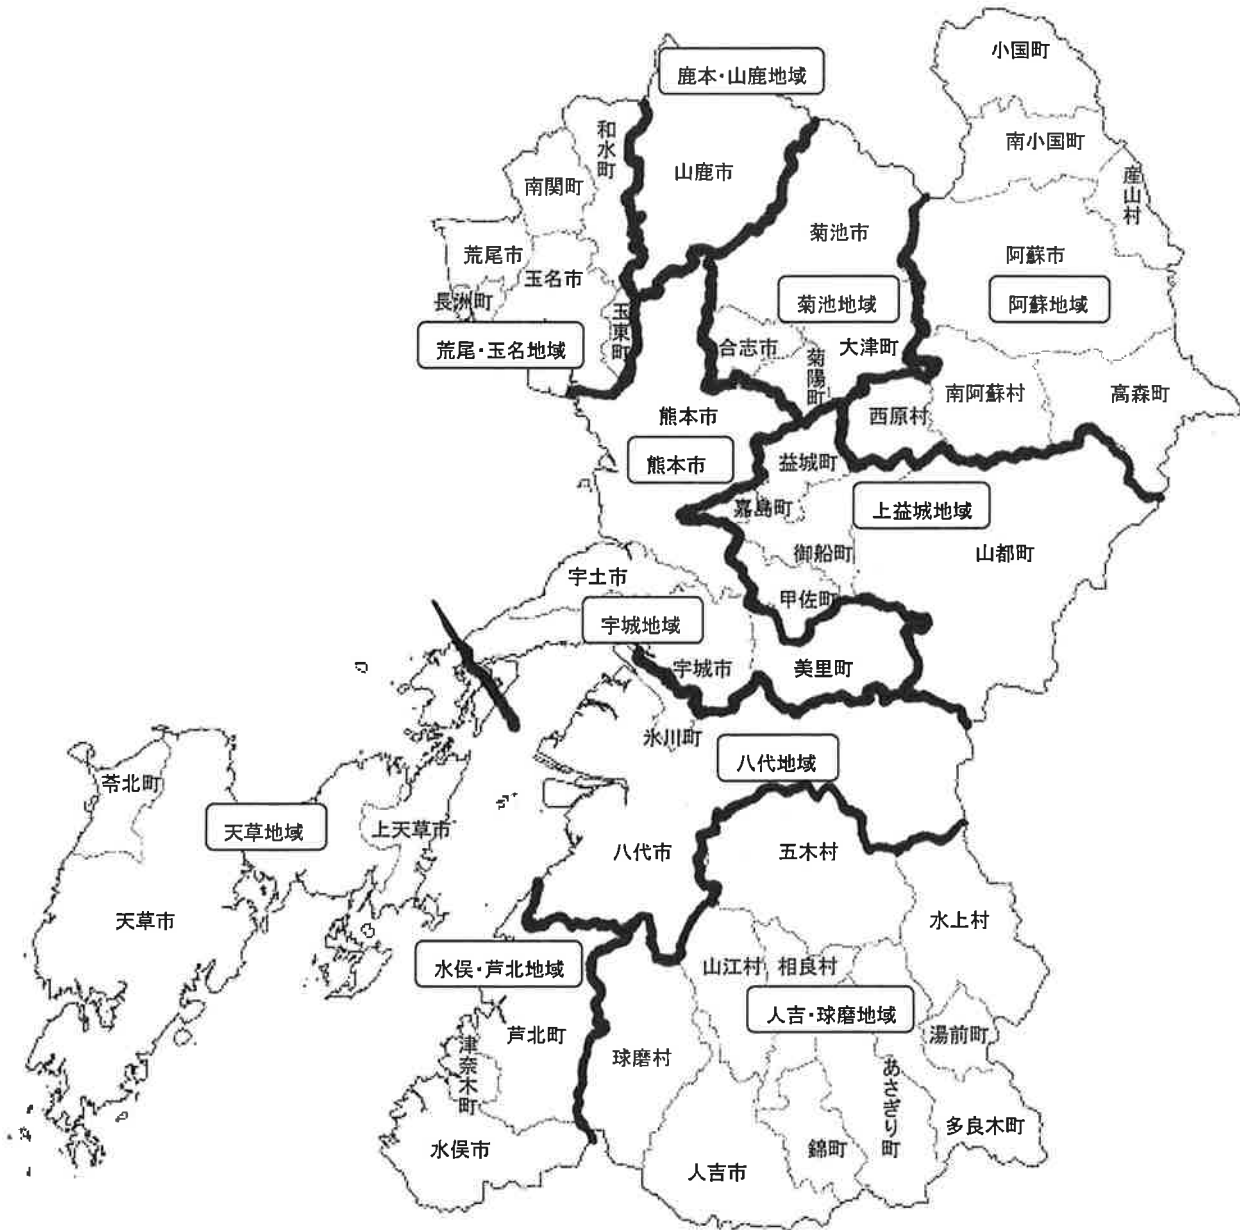 小国町
鹿本・山鹿地域
和水町
南小国町
山鹿市
産山村
南関町
菊池市
荒尾市
阿蘇市
玉名市
長洲町
玉東町
菊池地域
阿蘇地域
荒尾・玉名地域
合志市
菊陽町
大津町
南阿蘇村
高森町
熊本市
西原村
熊本市
益城町
嘉島町
上益城地域
御船町
山都町
宇土市
甲佐町
宇城地域
宇城市
美里町
氷川町
八代地域
苓北町
天草地域
上天草市
八代市
五木村
天草市
水上村
水俣・芦北地域
山江村
相良村
人吉・球磨地域
芦北町
湯前町
津奈木町
球磨村
あさぎり町
多良木町
水俣市
錦町
人吉市